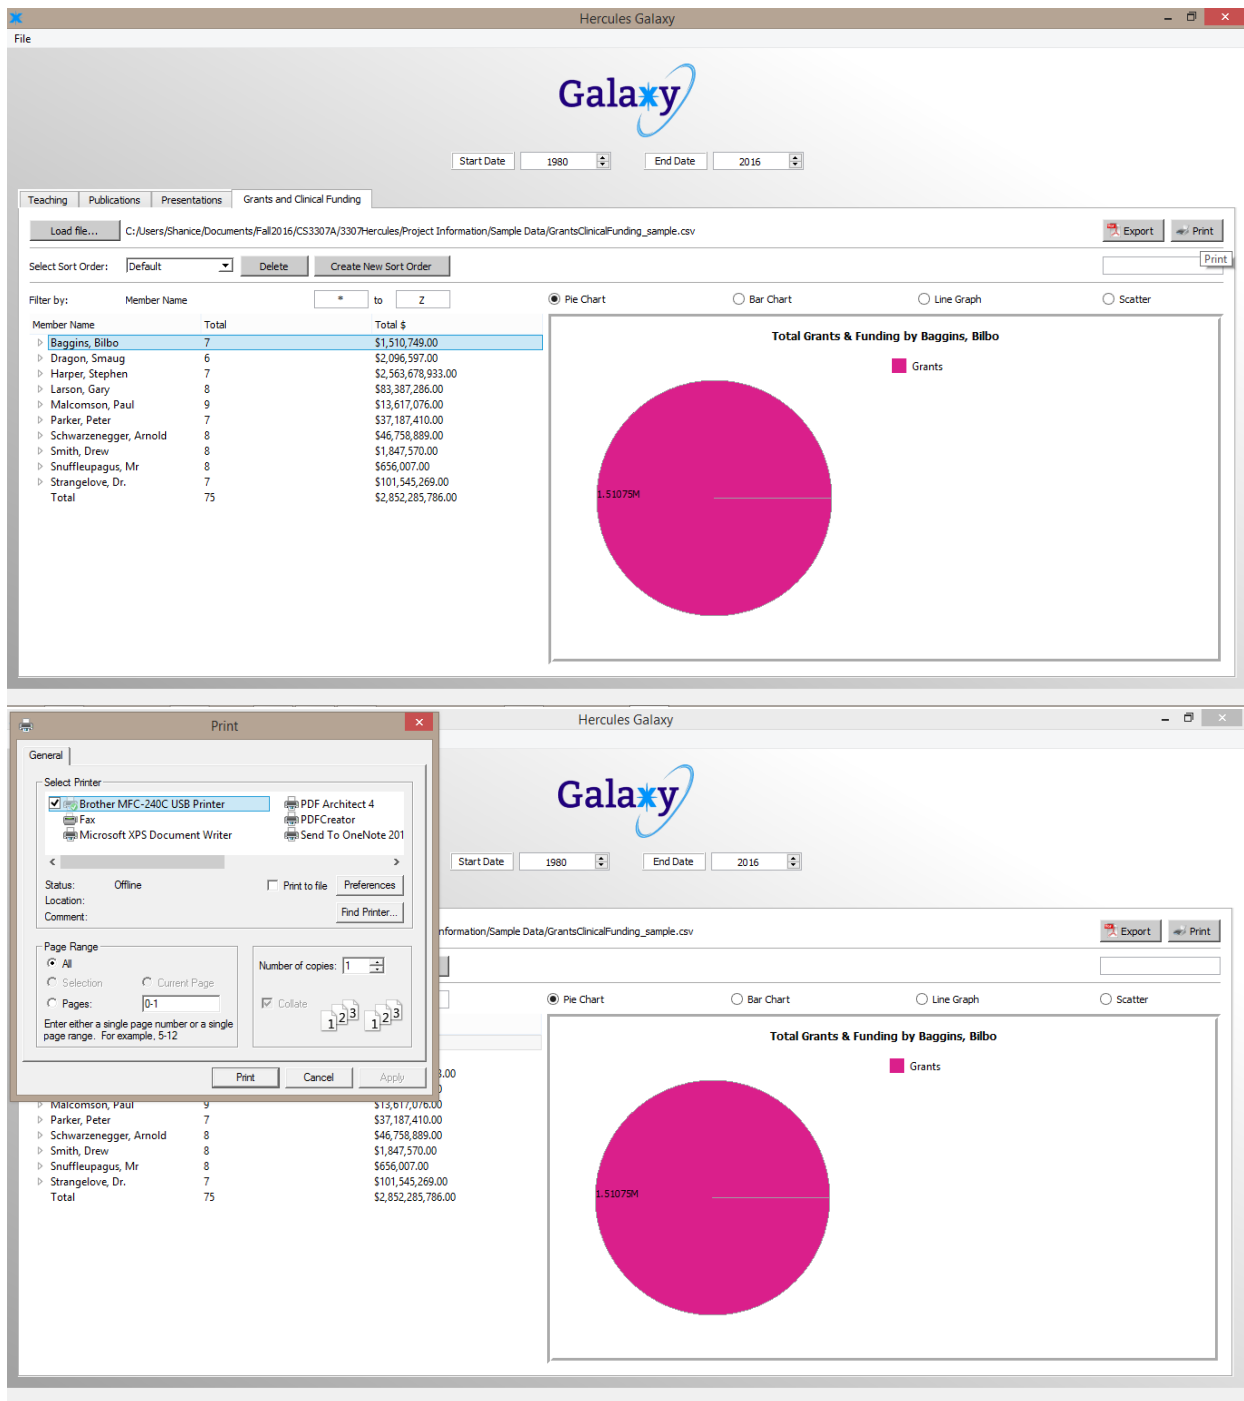 Hercules Galaxy
File
Galaxy
Start Date 1980 End Date 2016
Teaching Publications Presentations Grants and Clinical Funding
Load file... C:/Users/Shanice/Documents/Fall2016/CS3307A/3307Hercules/Project Information/Sample Data/GrantsClinicalFunding_sample.csv Export Print
Select Sort Order: Default Delete Create New Sort Order Print
Filter by: Member Name * to Z Pie Chart Bar Chart Line Graph Scatter
Member Name Total Total $
Baggins, Bilbo 7 $1,510,749.00
Dragon, Smaug 6 $2,096,597.00
Harper, Stephen 7 $2,563,678,933.00
Larson, Gary 8 $83,387,286.00
Malcomson, Paul 9 $13,617,076.00
Parker, Peter 7 $37,187,410.00
Schwarzenegger, Arnold 8 $46,758,889.00
Smith, Drew 8 $1,847,570.00
Snuffleupagus, Mr 8 $656,007.00
Strangelove, Dr. 7 $101,545,269.00
Total 75 $2,852,285,786.00
Total Grants & Funding by Baggins, Bilbo
Grants
1.51075M
Hercules Galaxy
Print
General
Select Printer
Brother MFC-240C USB Printer PDF Architect 4
Fax PDFCreator
Microsoft XPS Document Writer Send To OneNote 201
Status: Offline Print to file Preferences
Location:
Comment: Find Printer...
Page Range
All
Selection Current Page
Pages: 0-1
Enter either a single page number or a single
page range. For example, 5-12
Number of copies: 1
Collate
1 2 3 1 2 3
Print Cancel Apply
Galaxy
Start Date 1980 End Date 2016
nformation/Sample Data/GrantsClinicalFunding_sample.csv Export Print
Pie Chart Bar Chart Line Graph Scatter
3.00
Malcomson, Paul 9 $13,617,076.00
Parker, Peter 7 $37,187,410.00
Schwarzenegger, Arnold 8 $46,758,889.00
Smith, Drew 8 $1,847,570.00
Snuffleupagus, Mr 8 $656,007.00
Strangelove, Dr. 7 $101,545,269.00
Total 75 $2,852,285,786.00
Total Grants & Funding by Baggins, Bilbo
Grants
1.51075M